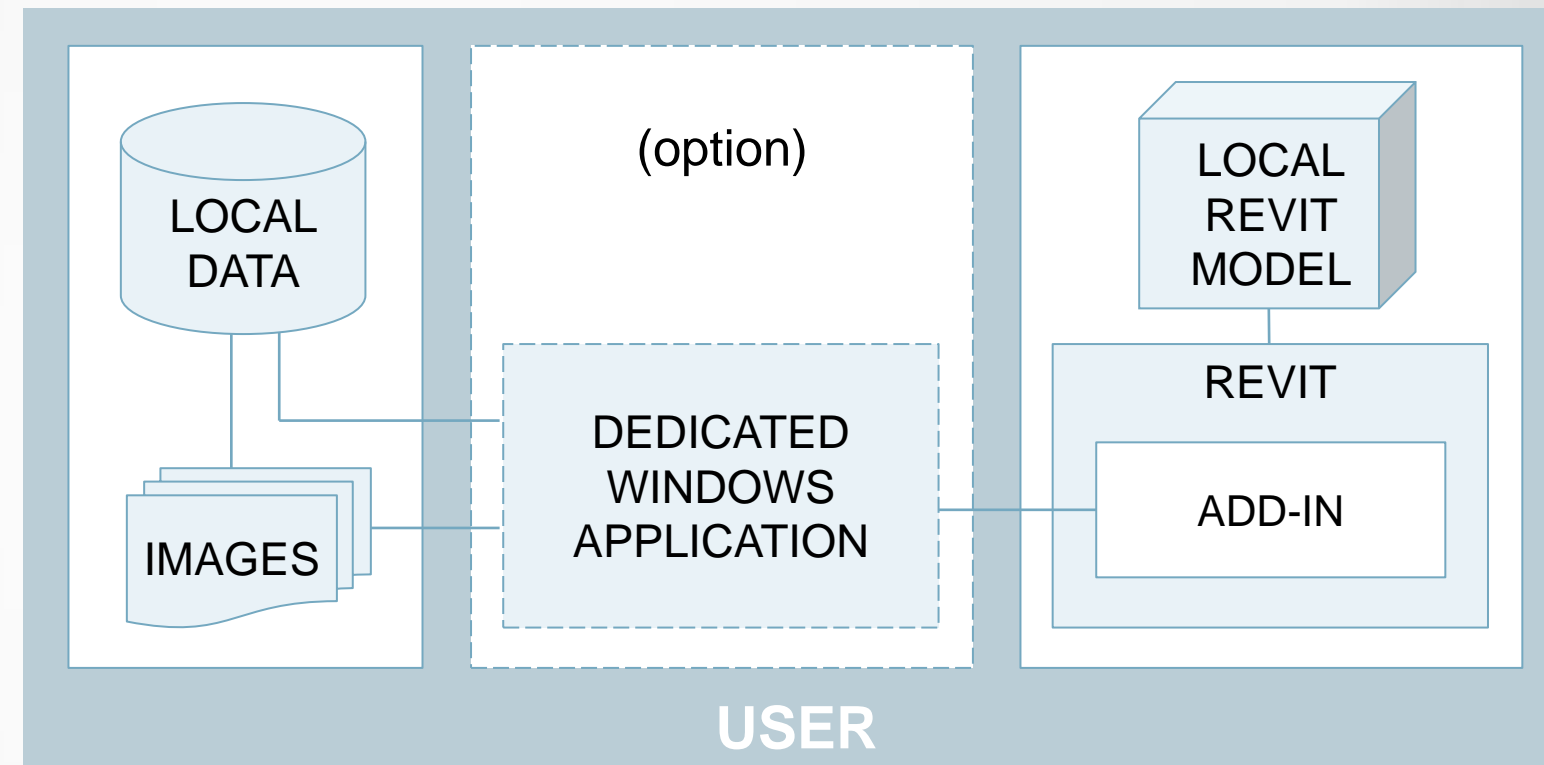 LOCAL
DATA
IMAGES
(option)
DEDICATED
WINDOWS
APPLICATION
LOCAL
REVIT
MODEL
REVIT
ADD-IN
USER